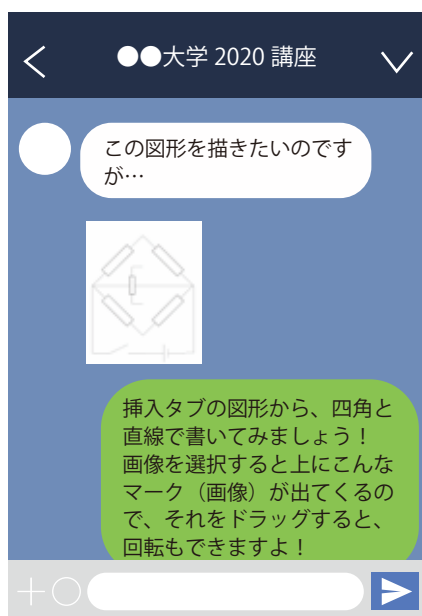 ●●大学 2020 講座
この図形を描きたいのです
が…
挿入タブの図形から、四角と
直線で書いてみましょう！
画像を選択すると上にこんな
マーク（画像）が出てくるの
で、それをドラッグすると、
回転もできますよ！